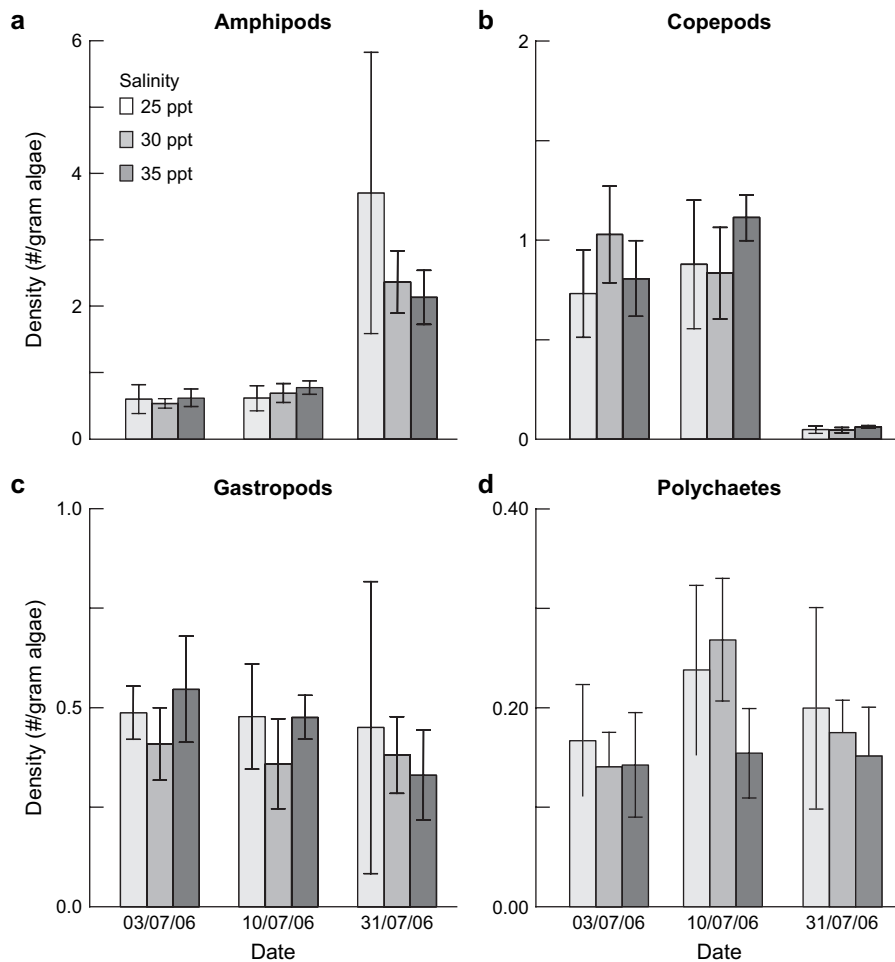 a
Amphipods
6
4
2
0
Density (#/gram algae)
Salinity
25 ppt
30 ppt
35 ppt
b
Copepods
2
1
0
c
Gastropods
1.0
0.5
0.0
Density (#/gram algae)
03/07/06 10/07/06 31/07/06
Date
d
Polychaetes
0.40
0.20
0.00
03/07/06 10/07/06 31/07/06
Date